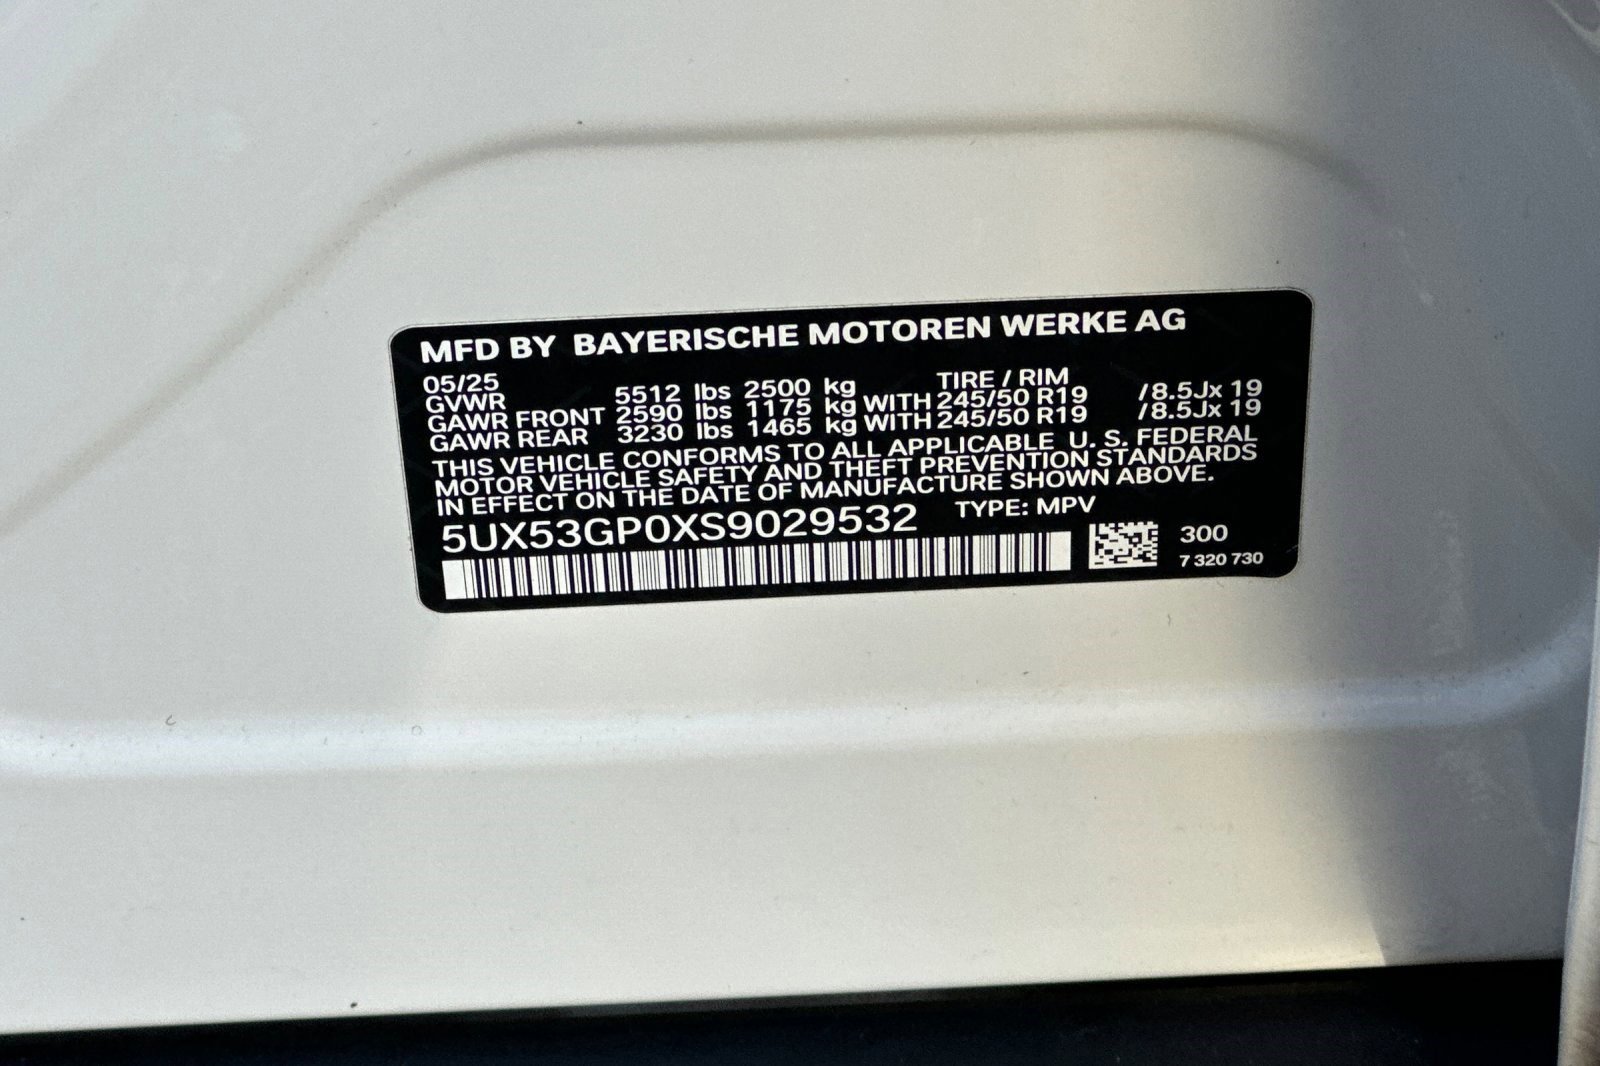 MFD BY BAYERISCHE MOTOREN WERKE AG
05/25 TIRE / RIM
GVWR 5512 lbs 2500 kg
GAWR FRONT 2590 lbs 1175 kg WITH 245/50 R19 /8.5Jx 19
GAWR REAR 3230 lbs 1465 kg WITH 245/50 R19 /8.5Jx 19
THIS VEHICLE CONFORMS TO ALL APPLICABLE U. S. FEDERAL
MOTOR VEHICLE SAFETY AND THEFT PREVENTION STANDARDS
IN EFFECT ON THE DATE OF MANUFACTURE SHOWN ABOVE.
5UX53GP0XS9029532 TYPE: MPV
300
7 320 730